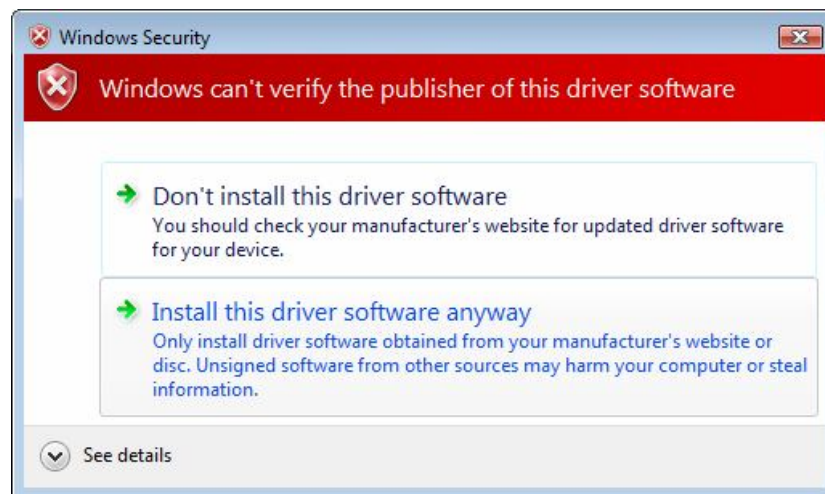 Windows Security
Windows can't verify the publisher of this driver software
Don't install this driver software
You should check your manufacturer's website for updated driver software
for your device.
Install this driver software anyway
Only install driver software obtained from your manufacturer's website or
disc. Unsigned software from other sources may harm your computer or steal
information.
See details